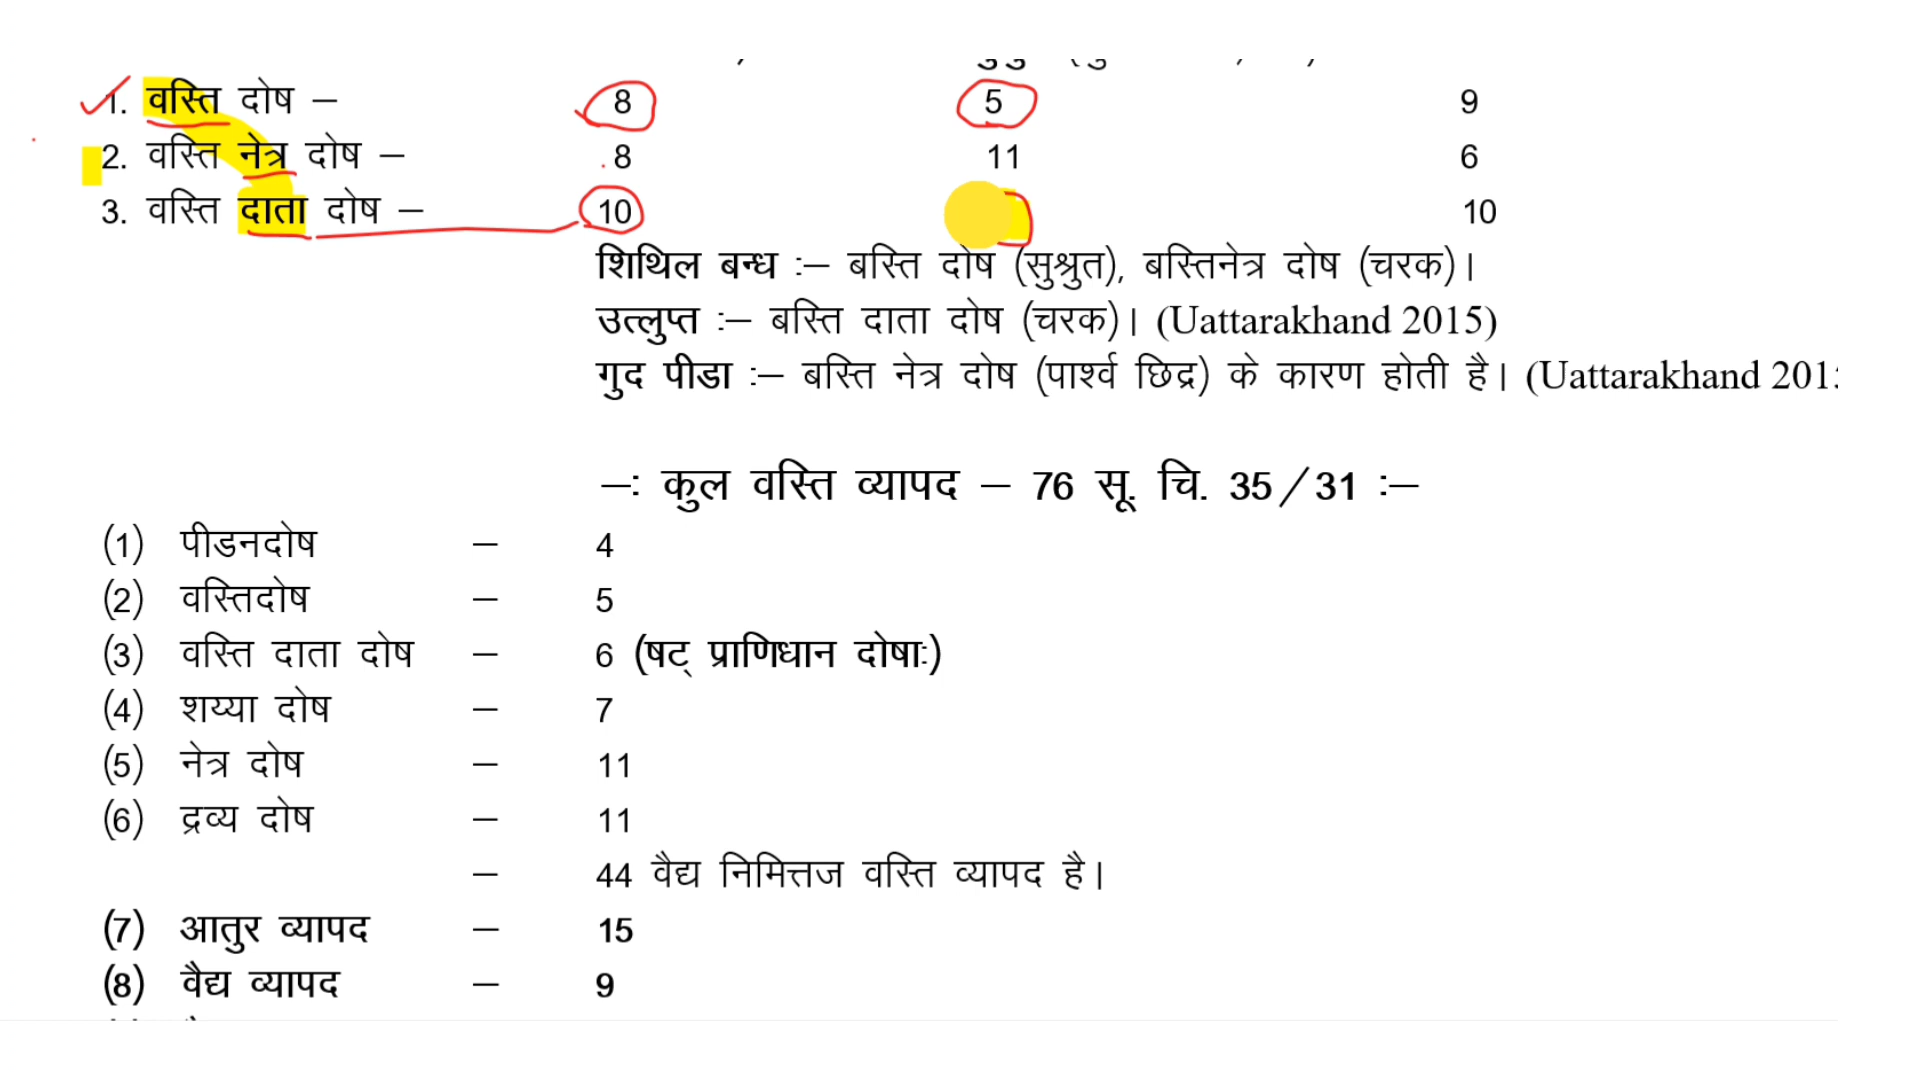 1. वस्ति दोष – 8 5 9
2. वस्ति नेत्र दोष – 8 11 6
3. वस्ति दाता दोष – 10 10
शिथिल बन्ध :– बस्ति दोष (सुश्रुत), बस्तिनेत्र दोष (चरक)।
उत्लुप्त :– बस्ति दाता दोष (चरक)। (Uattarakhand 2015)
गुद पीडा :– बस्ति नेत्र दोष (पार्श्व छिद्र) के कारण होती है। (Uattarakhand
–: कुल वस्ति व्यापद – 76 सू. चि. 35/31 :–
(1) पीडनदोष – 4
(2) वस्तिदोष – 5
(3) वस्ति दाता दोष – 6 (षट् प्राणिधान दोषाः)
(4) शय्या दोष – 7
(5) नेत्र दोष – 11
(6) द्रव्य दोष – 11
– 44 वैद्य निमित्तज वस्ति व्यापद है।
(7) आतुर व्यापद – 15
(8) वैद्य व्यापद – 9